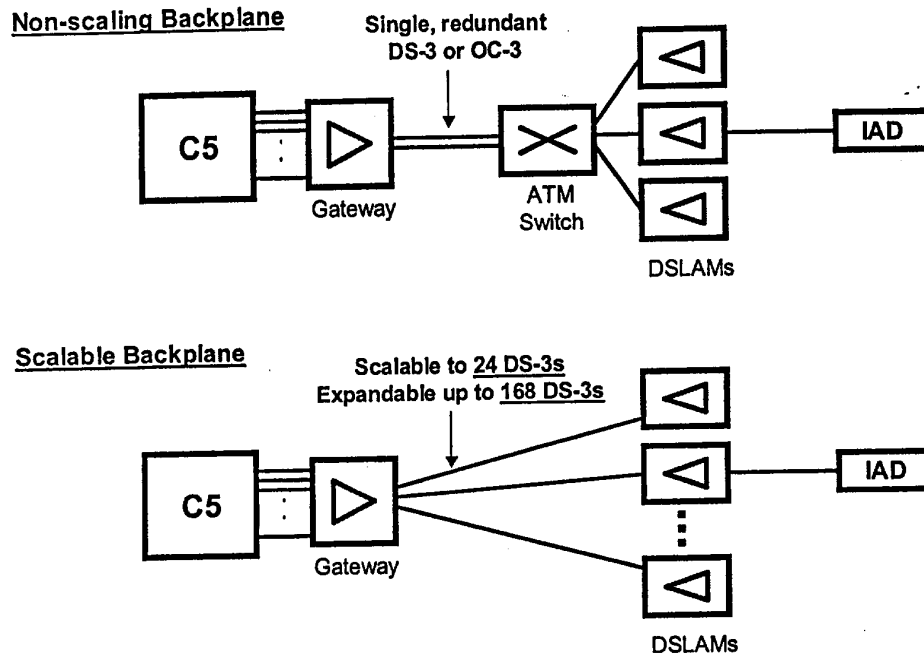 Non-scaling Backplane
Single, redundant
DS-3 or OC-3
C5
IAD
Gateway
ATM
Switch
DSLAMs
Scalable Backplane
Scalable to 24 DS-3s
Expandable up to 168 DS-3s
C5
IAD
Gateway
DSLAMs